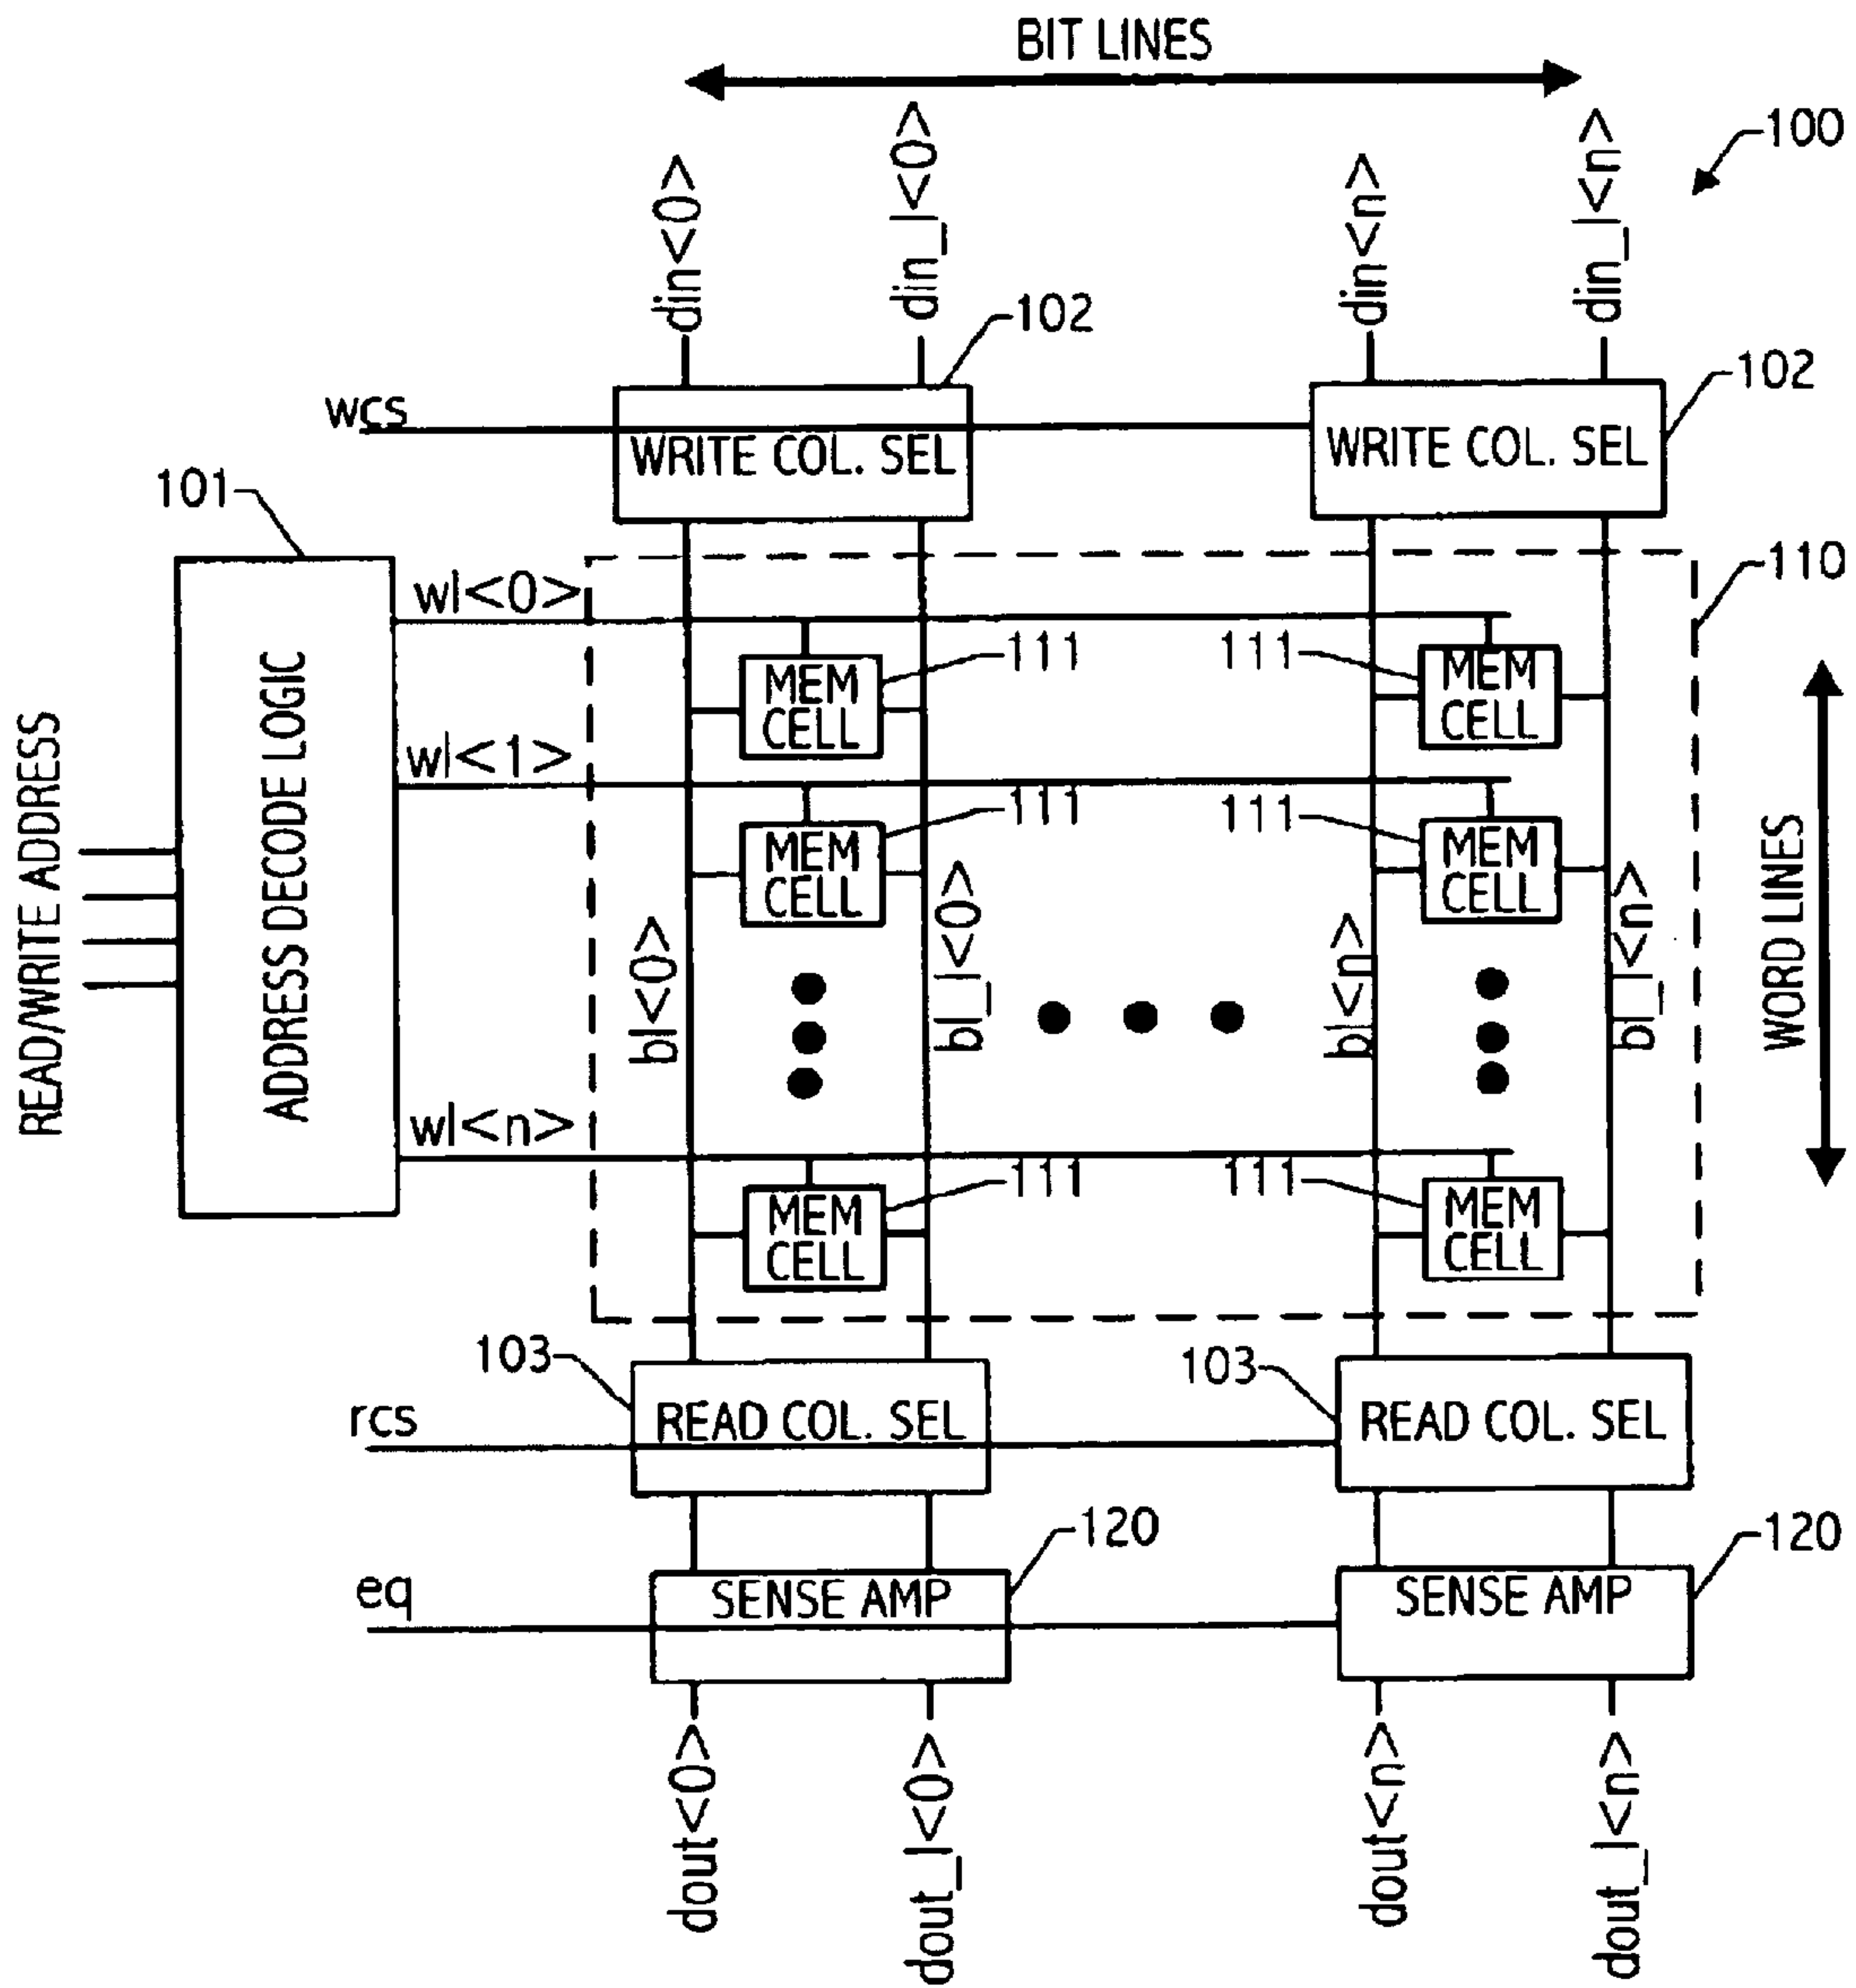 BIT LINES
100
din<0>
din_l<0>
din<n>
din_l<n>
102
102
wcs
WRITE COL. SEL
WRITE COL. SEL
101
110
READ/WRITE ADDRESS
ADDRESS DECODE LOGIC
wl<0>
111
111
MEM
CELL
MEM
CELL
wl<1>
111
111
MEM
CELL
MEM
CELL
WORD LINES
bl<0>
bl_l<0>
bl<n>
bl_l<n>
wl<n>
111
111
MEM
CELL
MEM
CELL
103
103
rcs
READ COL. SEL
READ COL. SEL
120
120
eq
SENSE AMP
SENSE AMP
dout<0>
dout_l<0>
dout<n>
dout_l<n>